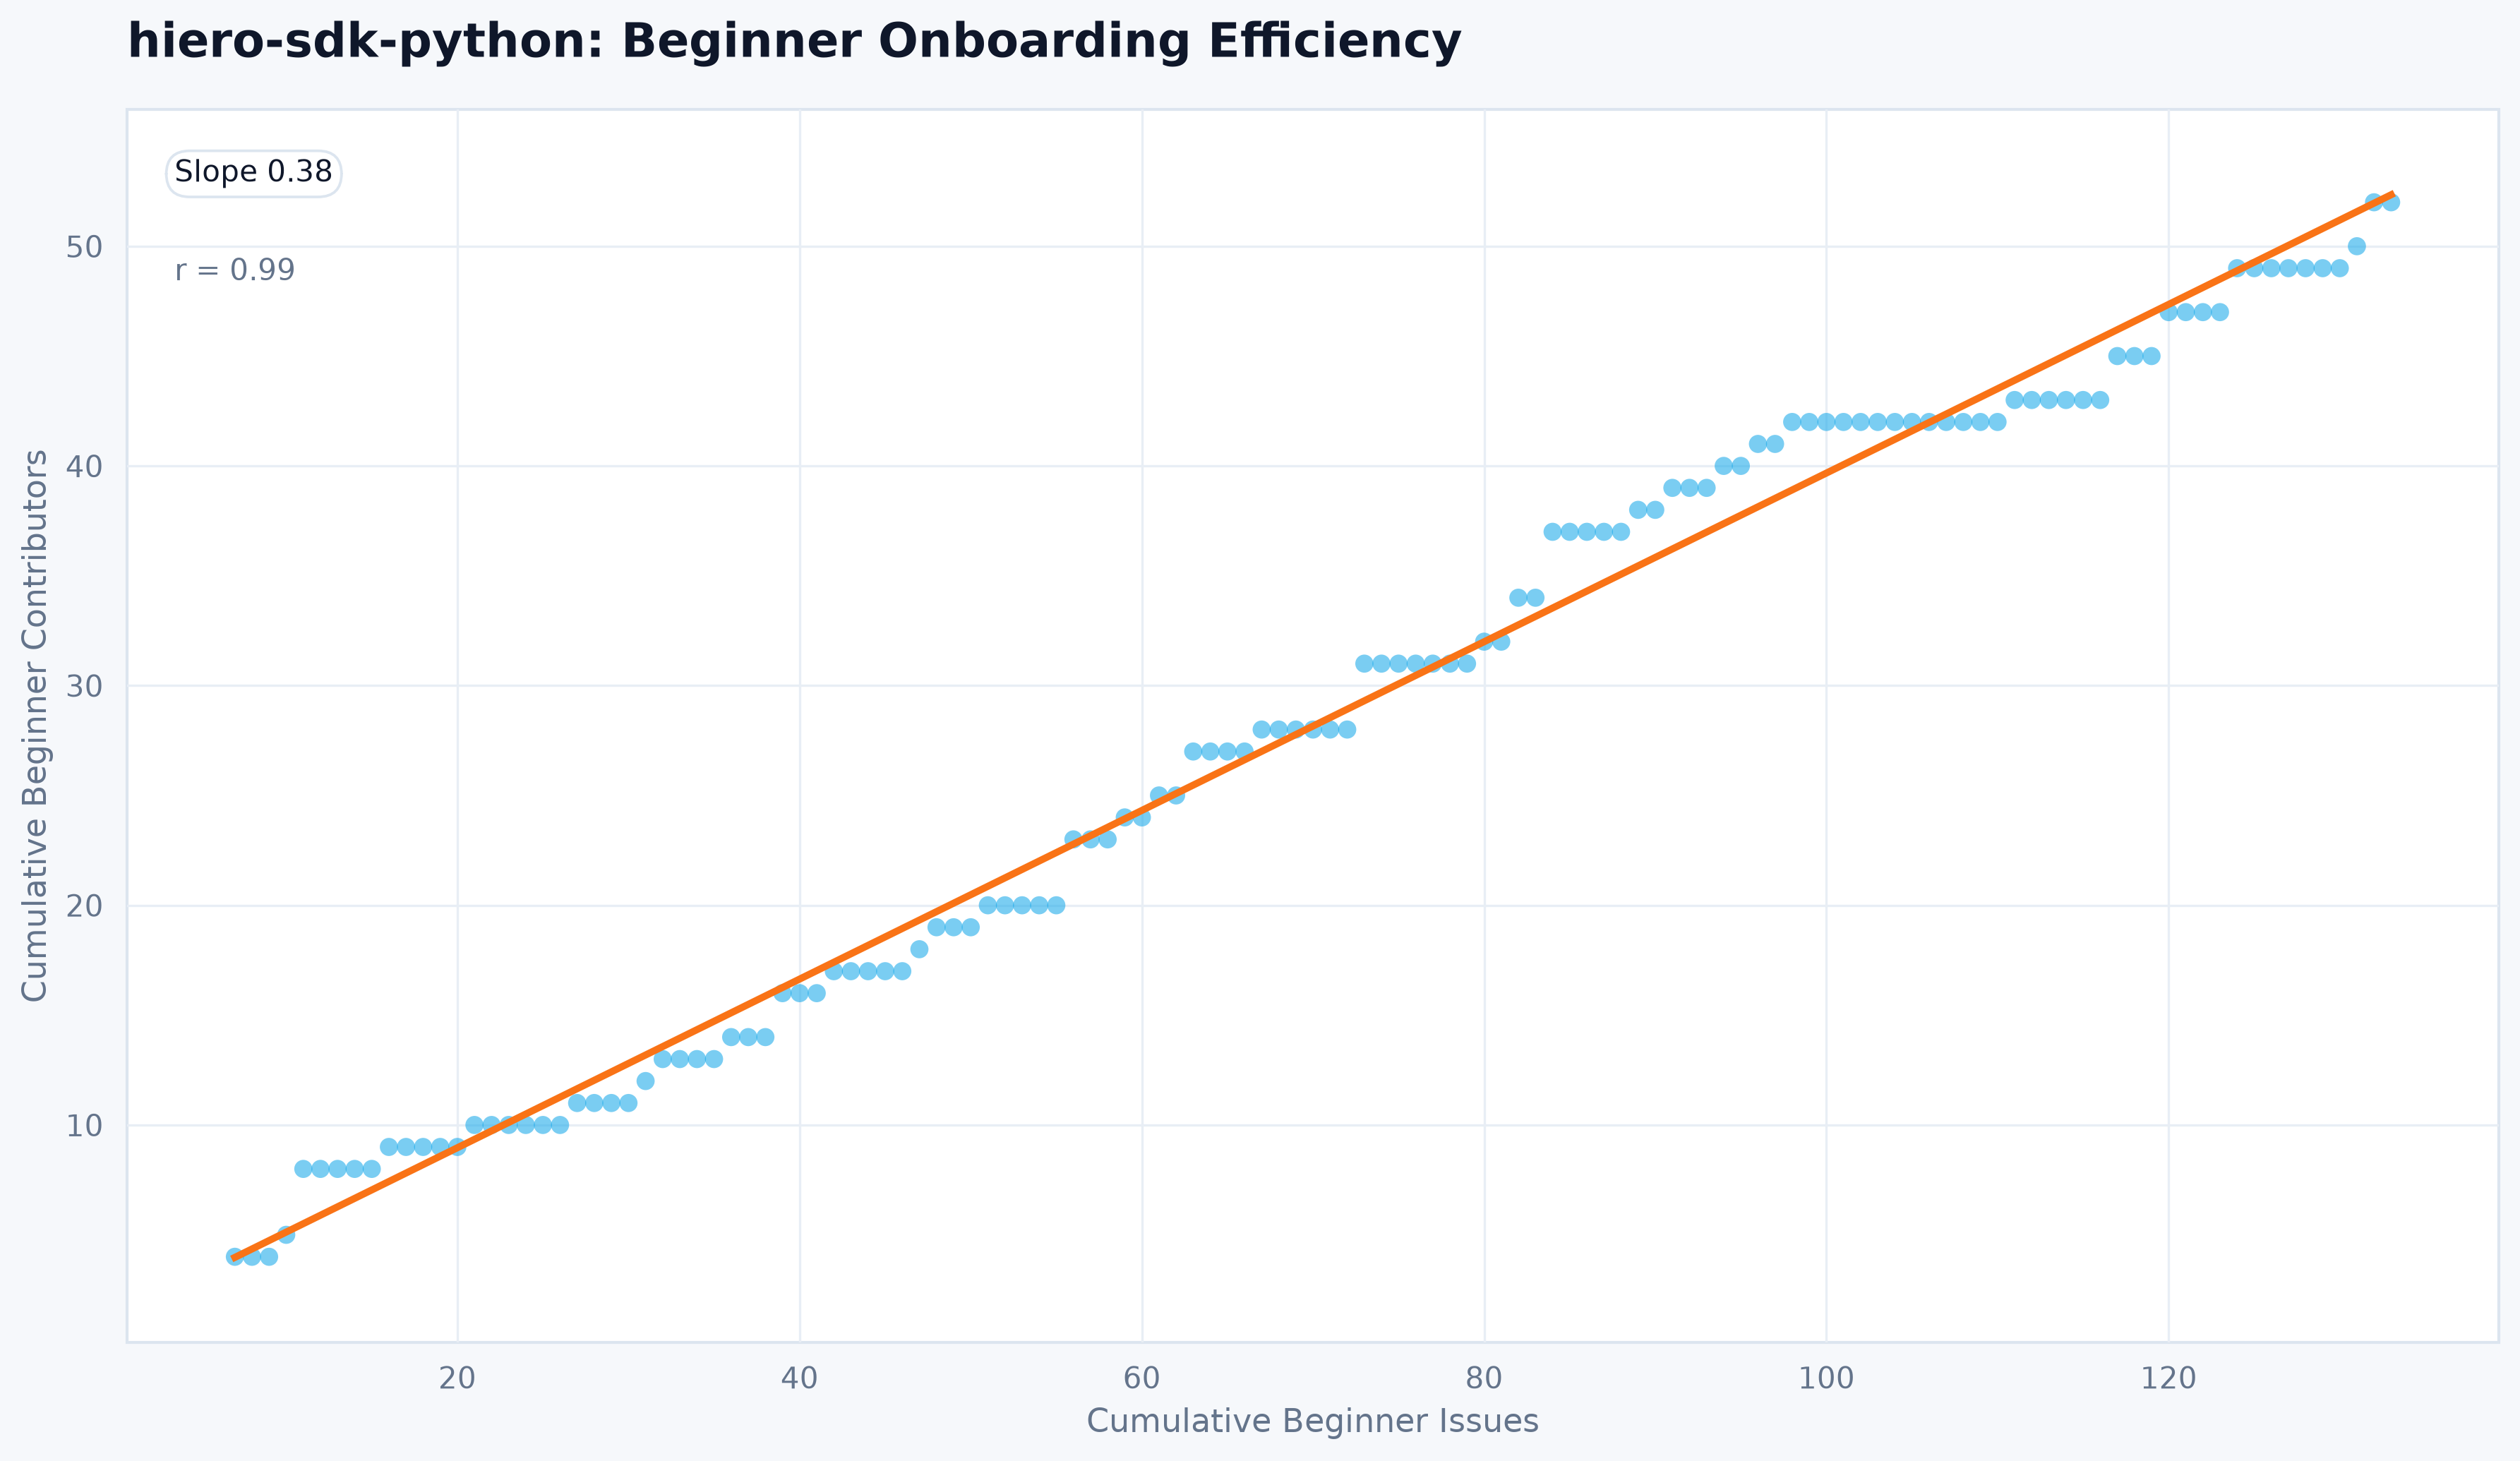 hiero-sdk-python: Beginner Onboarding Efficiency
Slope 0.38
r = 0.99
Cumulative Beginner Contributors
50
40
30
20
10
20
40
60
80
100
120
Cumulative Beginner Issues